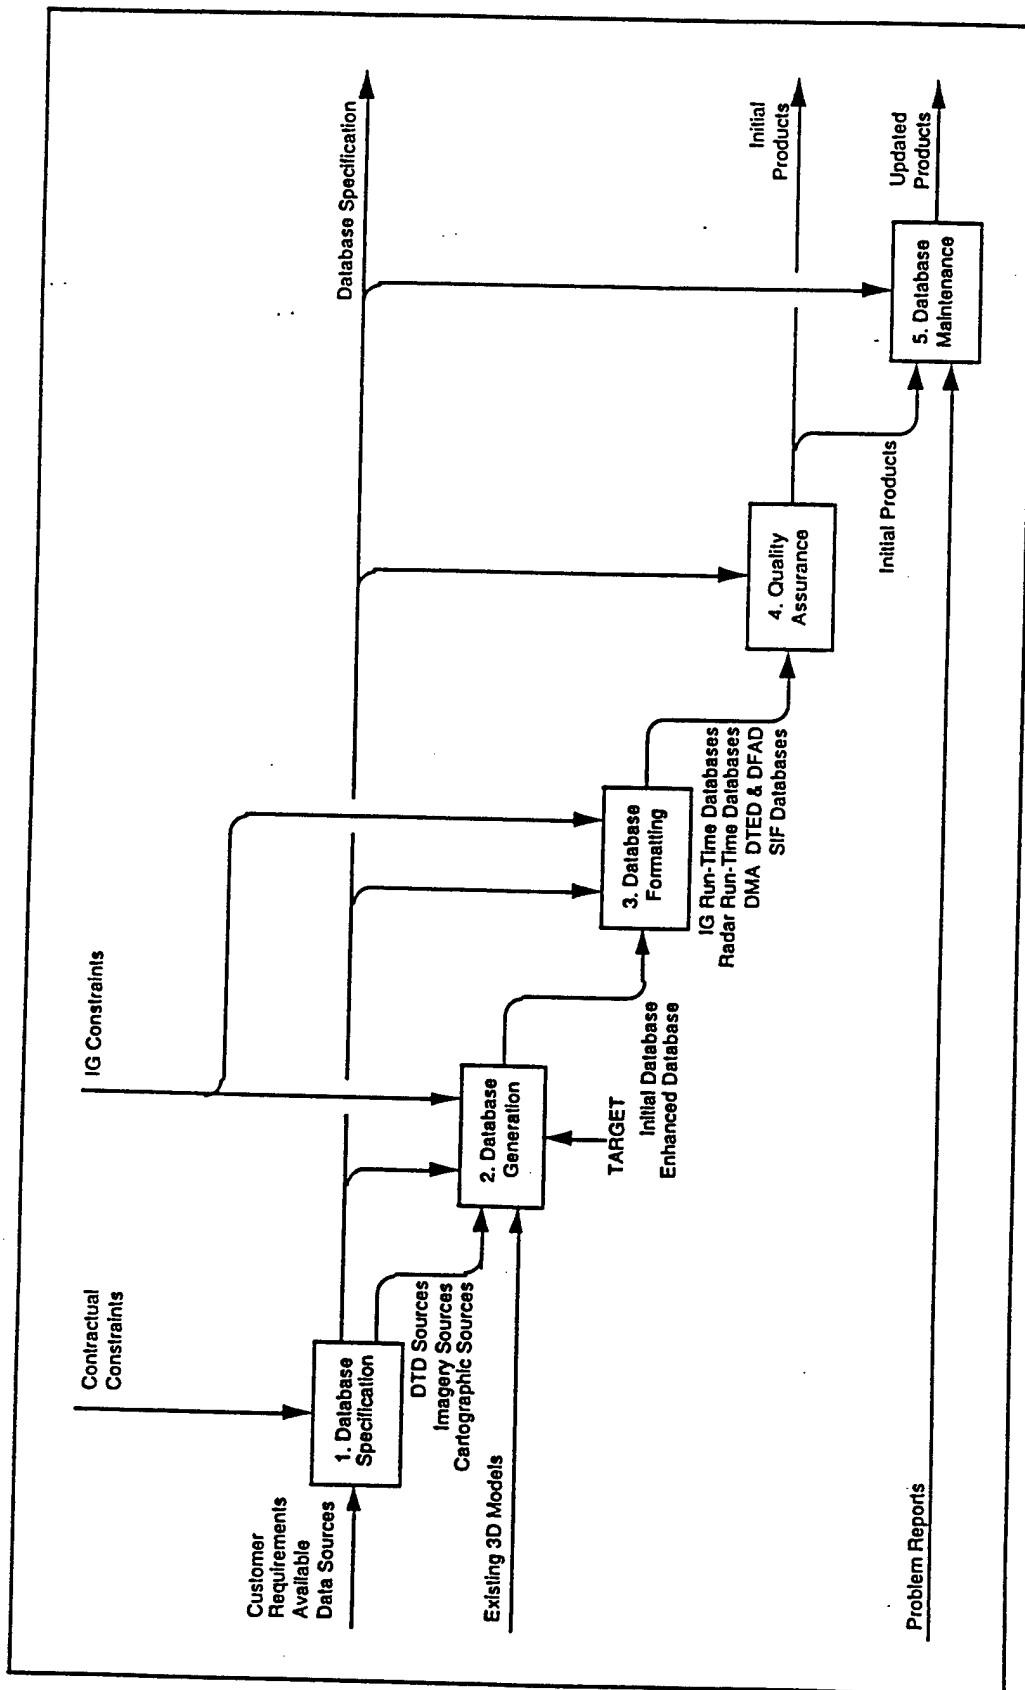 Contractual
Constraints
IG Constraints
Database Specification
Customer
Requirements
Available
Data Sources
1. Database
Specification
DTD Sources
Imagery Sources
Cartographic Sources
Existing 3D Models
2. Database
Generation
TARGET
Initial Database
Enhanced Database
3. Database
Formatting
IG Run-Time Databases
Radar Run-Time Databases
DMA DTED & DFAD
SIF Databases
4. Quality
Assurance
Initial
Products
Initial Products
5. Database
Maintenance
Updated
Products
Problem Reports